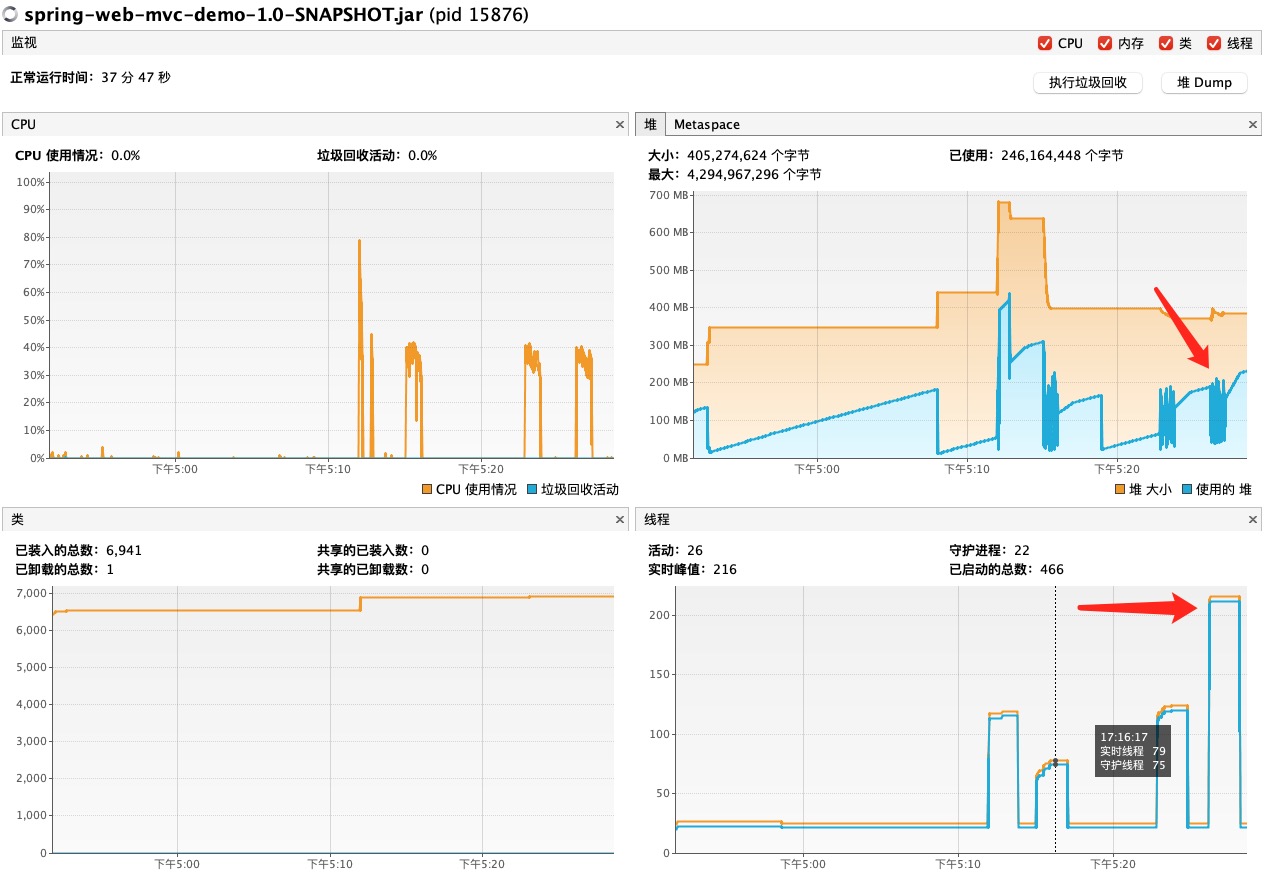 spring-web-mvc-demo-1.0-SNAPSHOT.jar (pid 15876)
监视
CPU 内存 类 线程
正常运行时间: 37 分 47 秒
执行垃圾回收 堆 Dump
CPU
CPU 使用情况: 0.0% 垃圾回收活动: 0.0%
100%
90%
80%
70%
60%
50%
40%
30%
20%
10%
0%
下午5:00 下午5:10 下午5:20
CPU 使用情况 垃圾回收活动
堆 Metaspace
大小: 405,274,624 个字节 已使用: 246,164,448 个字节
最大: 4,294,967,296 个字节
700 MB
600 MB
500 MB
400 MB
300 MB
200 MB
100 MB
0 MB
下午5:00 下午5:10 下午5:20
堆 大小 使用的 堆
类
已装入的总数: 6,941 共享的已装入数: 0
已卸载的总数: 1 共享的已卸载数: 0
7,000
6,000
5,000
4,000
3,000
2,000
1,000
0
下午5:00 下午5:10 下午5:20
线程
活动: 26 守护进程: 22
实时峰值: 216 已启动的总数: 466
200
150
100
50
0
17:16:17
实时线程 79
守护线程 75
下午5:00 下午5:10 下午5:20